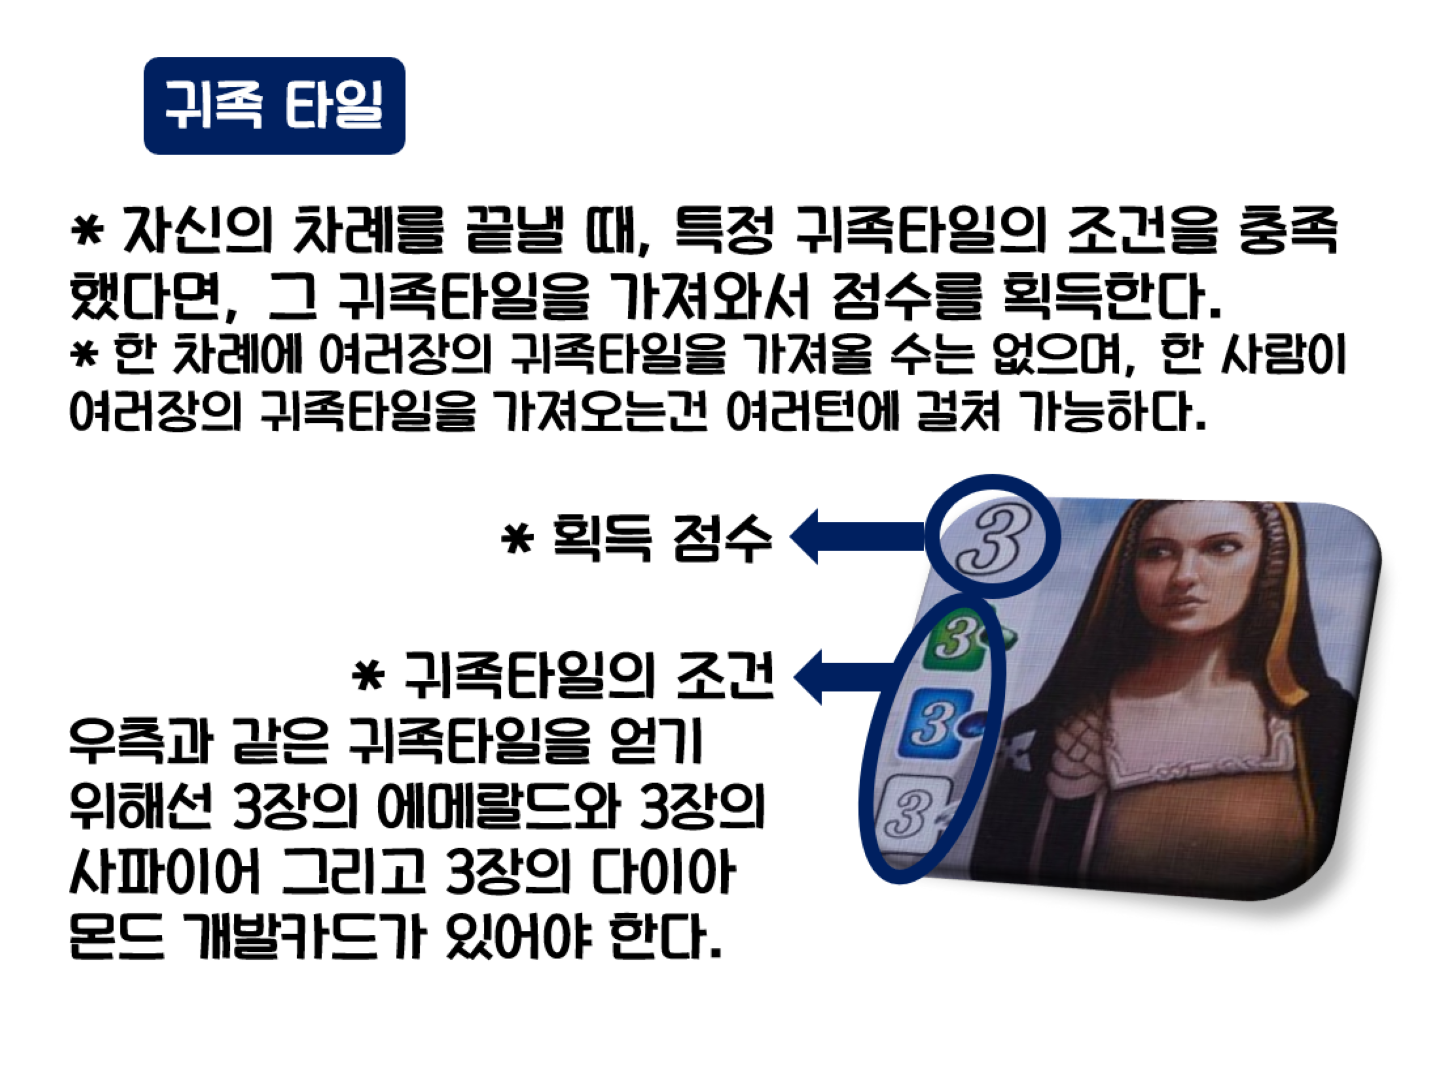 귀족 타일
* 자신의 차례를 끝낼 때, 특정 귀족타일의 조건을 충족
했다면, 그 귀족타일을 가져와서 점수를 획득한다.
* 한 차례에 여러장의 귀족타일을 가져올 수는 없으며, 한 사람이
여러장의 귀족타일을 가져오는건 여러턴에 걸쳐 가능하다.
3
* 획득 점수
3
* 귀족타일의 조건
3
우측과 같은 귀족타일을 얻기
위해선 3장의 에메랄드와 3장의
3
사파이어 그리고 3장의 다이아
몬드 개발카드가 있어야 한다.